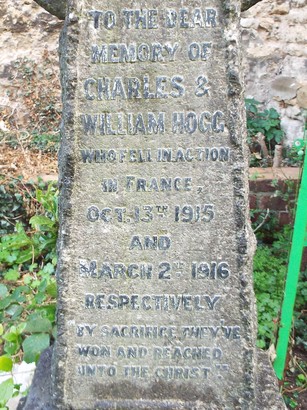 TO THE DEAR
MEMORY OF
CHARLES &
WILLIAM HOGG
WHO FELL IN ACTION
IN FRANCE,
OCT. 13TH 1915
AND
MARCH 2ND 1916
RESPECTIVELY
BY SACRIFICE THEY'VE
WON AND REACHED
UNTO THE CHRIST